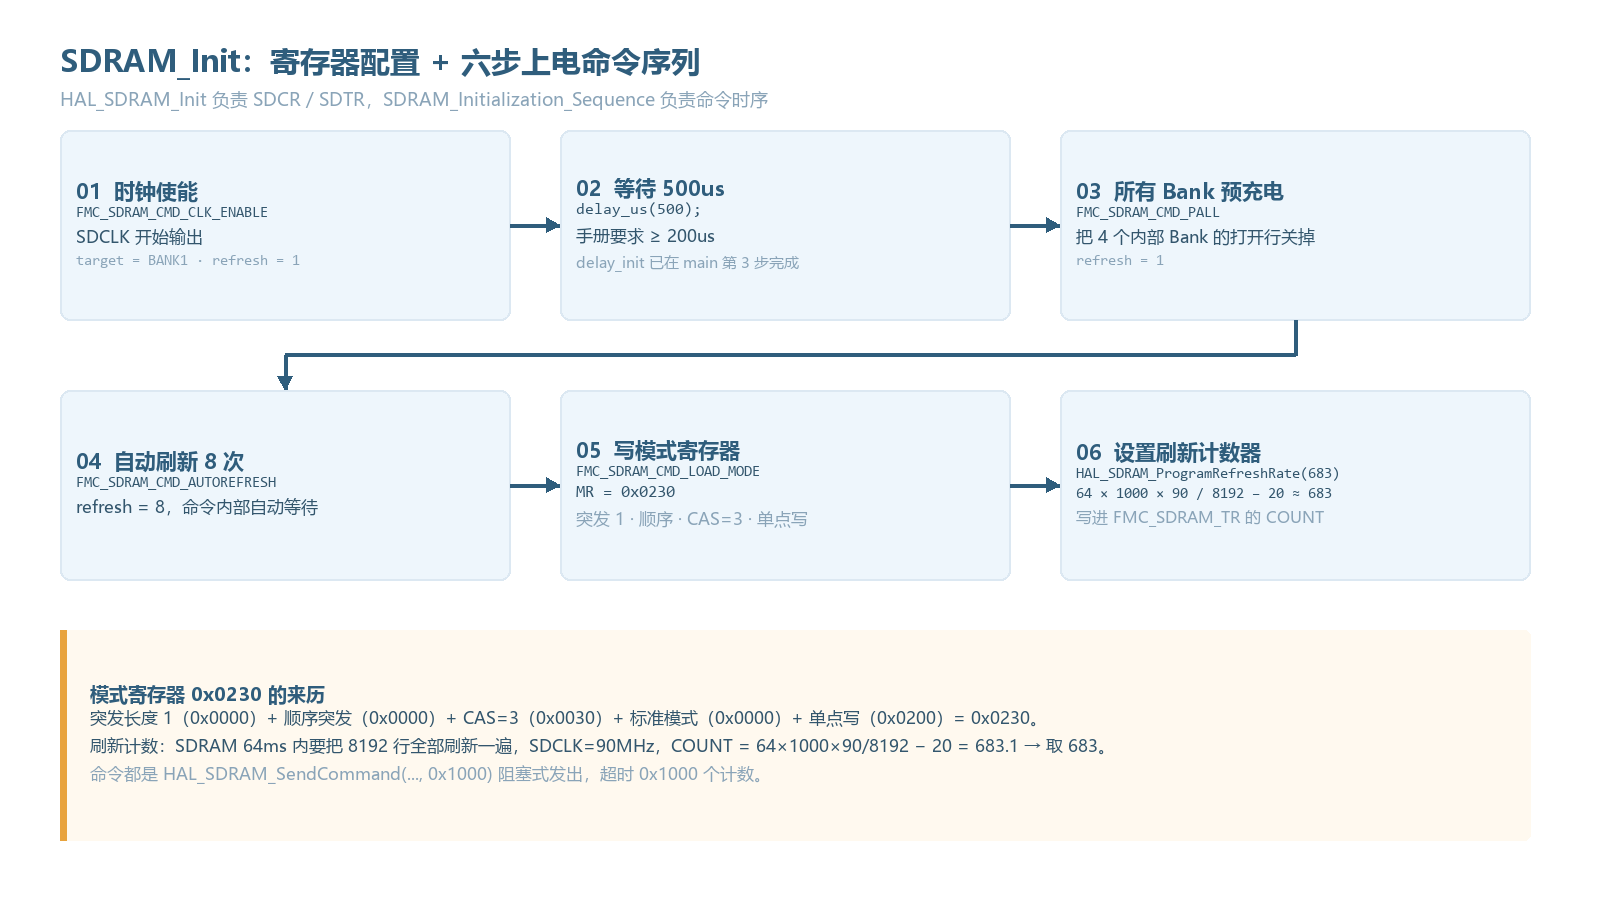 SDRAM_Init：寄存器配置 + 六步上电命令序列
HAL_SDRAM_Init 负责 SDCR / SDTR，SDRAM_Initialization_Sequence 负责命令时序
01 时钟使能
FMC_SDRAM_CMD_CLK_ENABLE
SDCLK 开始输出
target = BANK1 · refresh = 1
02 等待 500us
delay_us(500);
手册要求 ≥ 200us
delay_init 已在 main 第 3 步完成
03 所有 Bank 预充电
FMC_SDRAM_CMD_PALL
把 4 个内部 Bank 的打开行关掉
refresh = 1
04 自动刷新 8 次
FMC_SDRAM_CMD_AUTOREFRESH
refresh = 8，命令内部自动等待
05 写模式寄存器
FMC_SDRAM_CMD_LOAD_MODE
MR = 0x0230
突发 1 · 顺序 · CAS=3 · 单点写
06 设置刷新计数器
HAL_SDRAM_ProgramRefreshRate(683)
64 × 1000 × 90 / 8192 − 20 ≈ 683
写进 FMC_SDRAM_TR 的 COUNT
模式寄存器 0x0230 的来历
突发长度 1（0x0000）+ 顺序突发（0x0000）+ CAS=3（0x0030）+ 标准模式（0x0000）+ 单点写（0x0200）= 0x0230。
刷新计数：SDRAM 64ms 内要把 8192 行全部刷新一遍，SDCLK=90MHz，COUNT = 64×1000×90/8192 − 20 = 683.1 → 取 683。
命令都是 HAL_SDRAM_SendCommand(..., 0x1000) 阻塞式发出，超时 0x1000 个计数。